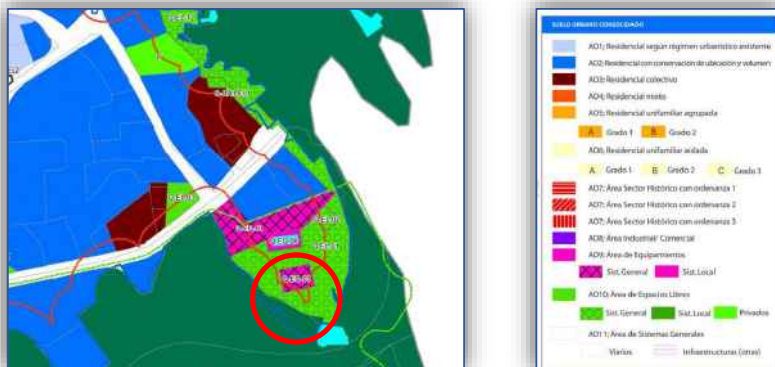 SUELO URBANO CONSOLIDADO
AO1; Residencial según régimen urbanístico existente
AO2; Residencial con conservación de ubicación y volumen
AO3; Residencial colectivo
AO4; Residencial mixto
AO5; Residencial unifamiliar agrupada
A Grado 1 B Grado 2
AO6; Residencial unifamiliar aislada
A Grado 1 B Grado 2 C Grado 3
AO7; Área Sector Histórico con ordenanza 1
AO7; Área Sector Histórico con ordenanza 2
AO7; Área Sector Histórico con ordenanza 3
AO8; Área Industrial/ Comercial
AO9; Área de Equipamientos
Sist. General Sist. Local
AO10; Área de Espacios Libres
Sist. General Sist. Local Privados
AO11; Área de Sistemas Generales
Viarios Infraestructuras (otras)